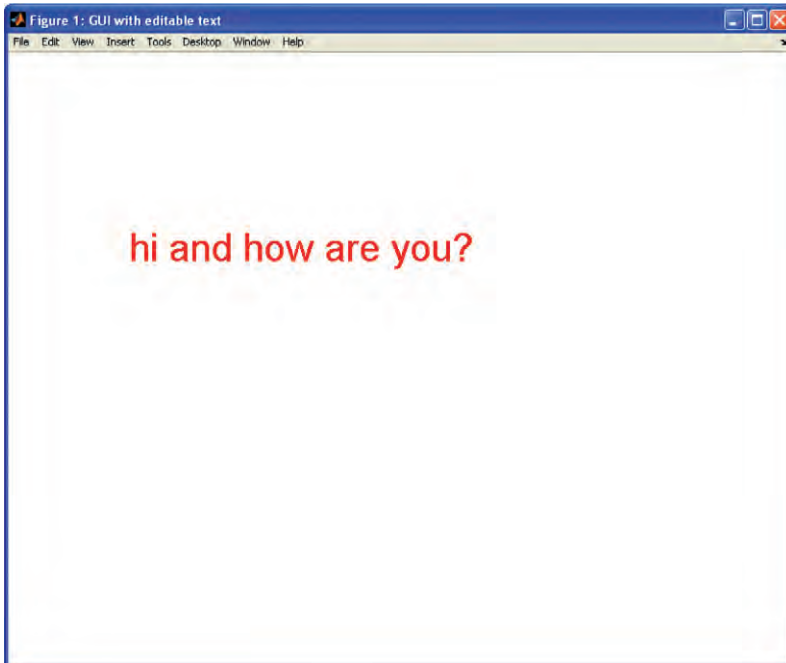 Figure 1: GUI with editable text
File Edit View Insert Tools Desktop Window Help
hi and how are you?